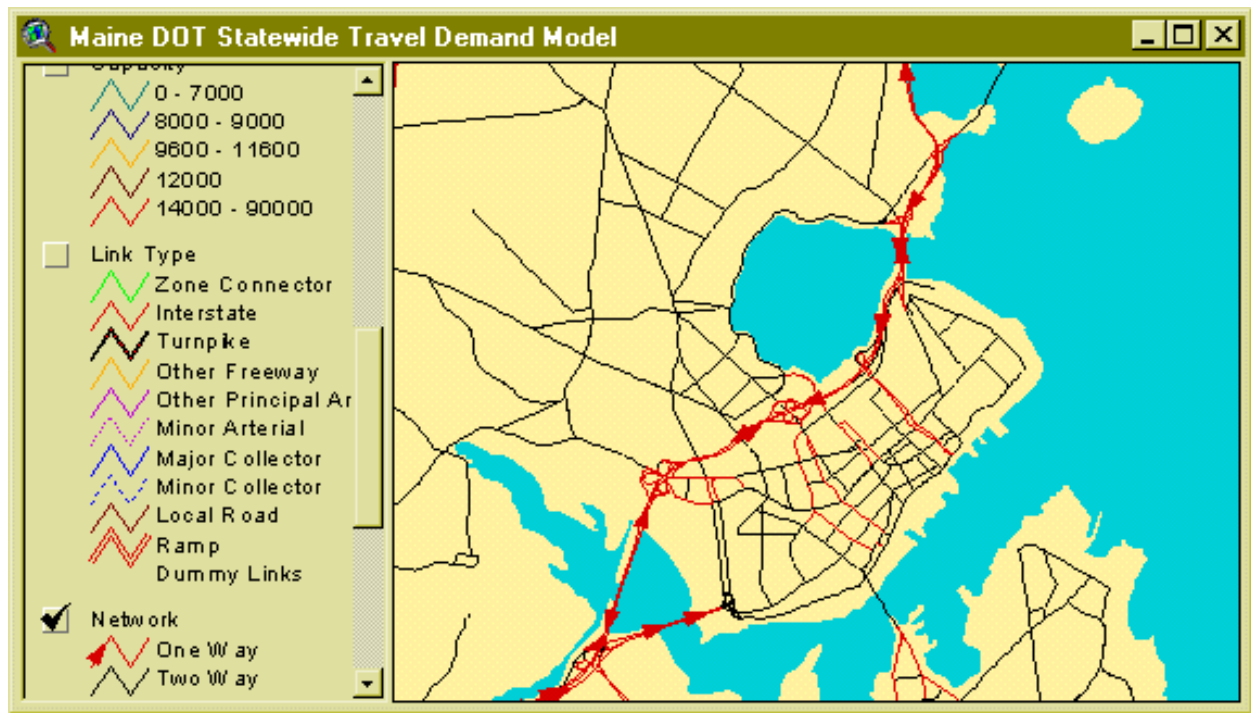 Maine DOT Statewide Travel Demand Model
Capacity
0 - 7000
8000 - 9000
9600 - 11600
12000
14000 - 90000
Link Type
Zone Connector
Interstate
Turnpike
Other Freeway
Other Principal Ar
Minor Arterial
Major Collector
Minor Collector
Local Road
Ramp
Dummy Links
Network
One Way
Two Way